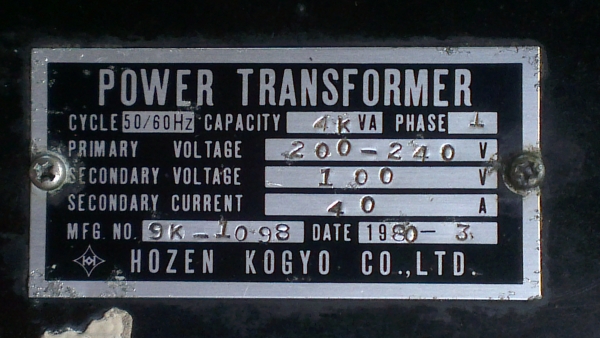 POWER TRANSFORMER
CYCLE 50/60Hz CAPACITY 4K VA PHASE 1
PRIMARY VOLTAGE 200-240 V
SECONDARY VOLTAGE 100 V
SECONDARY CURRENT 40 A
MFG. NO. 9K-1098 DATE 1980-3
HOZEN KOGYO CO.,LTD.